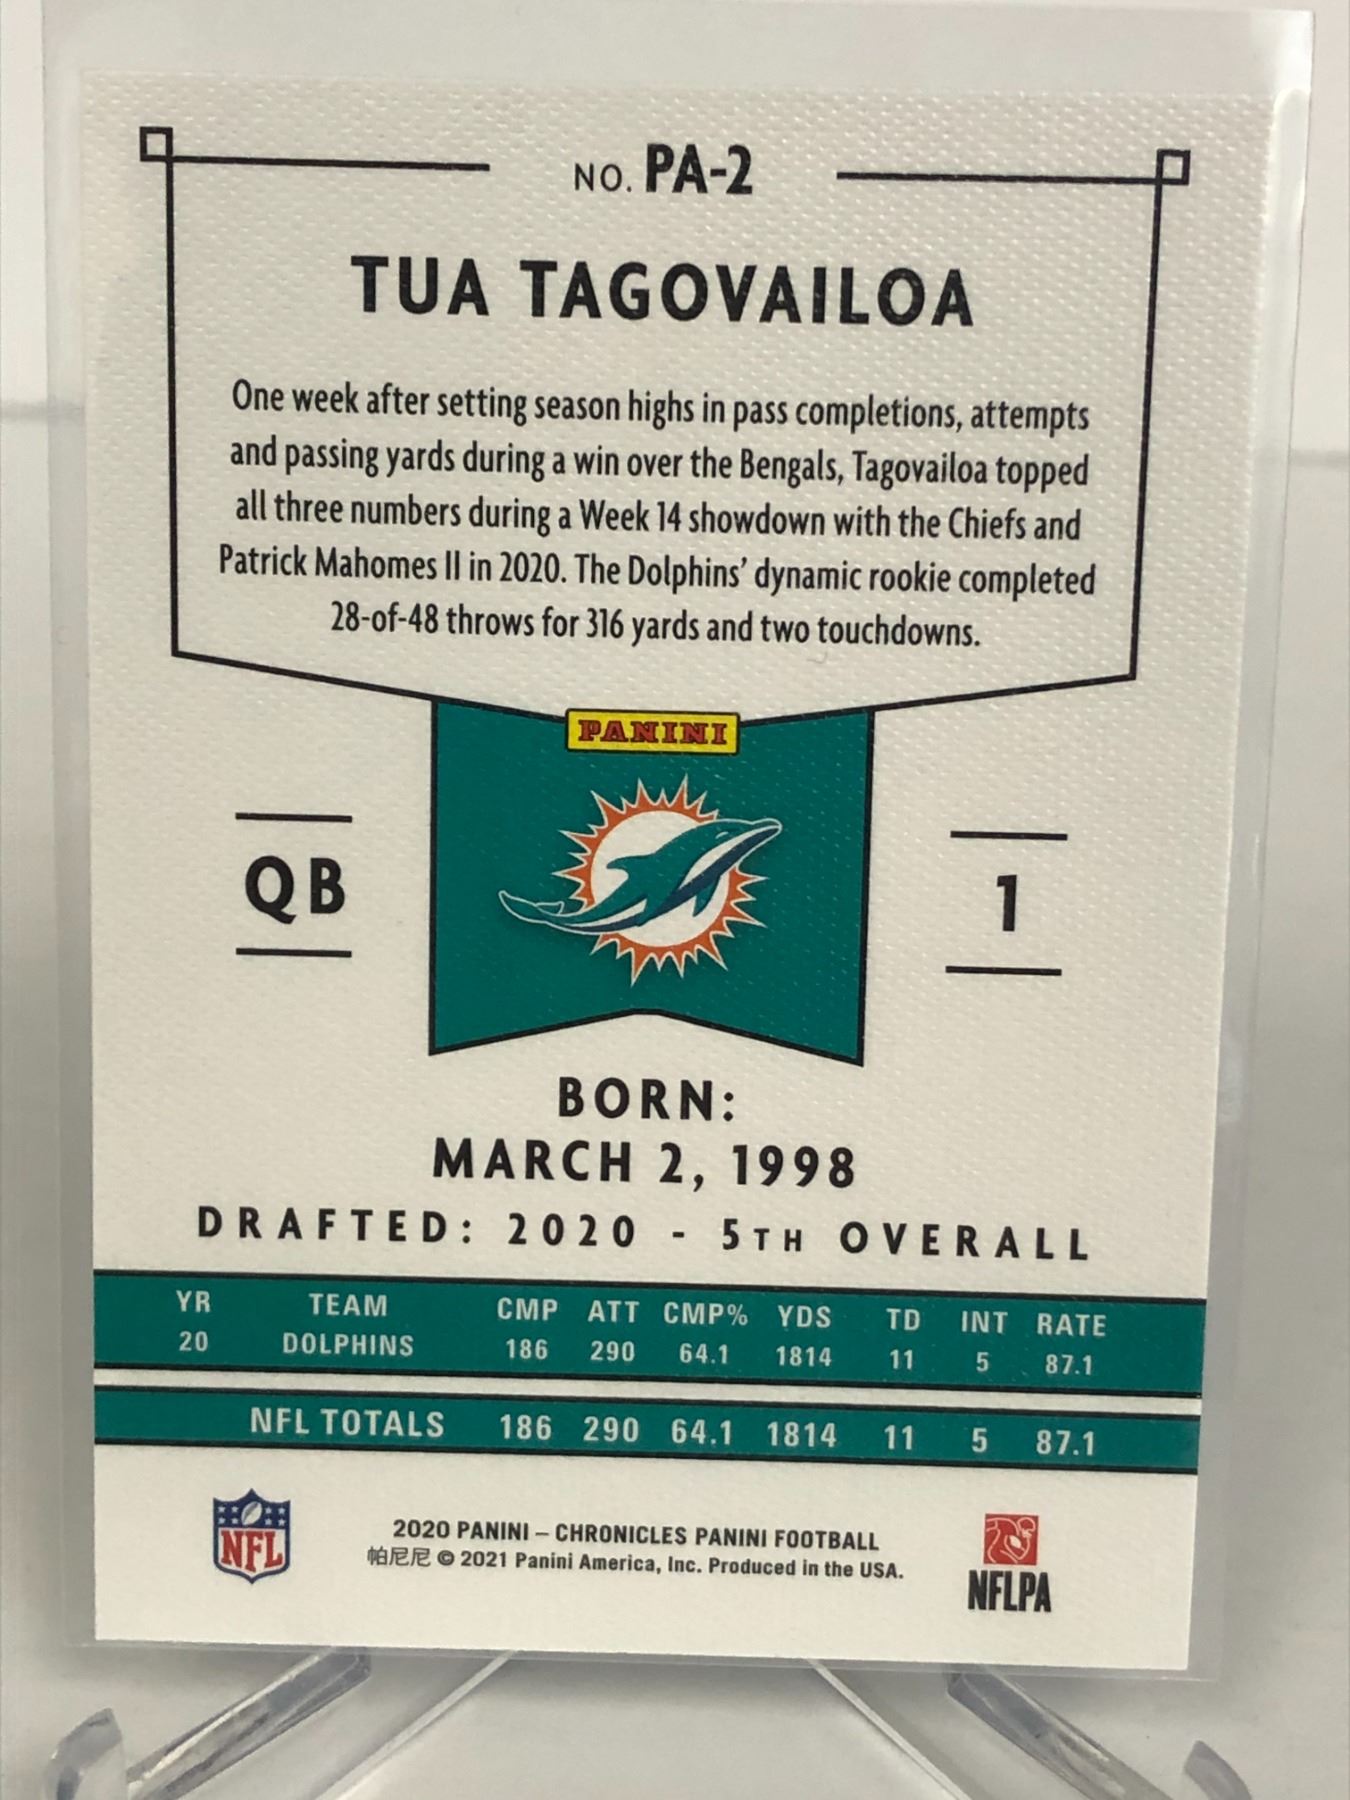 NO. PA-2
TUA TAGOVAILOA
One week after setting season highs in pass completions, attempts
and passing yards during a win over the Bengals, Tagovailoa topped
all three numbers during a Week 14 showdown with the Chiefs and
Patrick Mahomes II in 2020. The Dolphins’ dynamic rookie completed
28-of-48 throws for 316 yards and two touchdowns.
PANINI
QB
1
BORN:
MARCH 2, 1998
DRAFTED: 2020 - 5TH OVERALL
YR TEAM CMP ATT CMP% YDS TD INT RATE
20 DOLPHINS 186 290 64.1 1814 11 5 87.1
NFL TOTALS 186 290 64.1 1814 11 5 87.1
NFL
2020 PANINI – CHRONICLES PANINI FOOTBALL
帕尼尼 © 2021 Panini America, Inc. Produced in the USA.
NFLPA